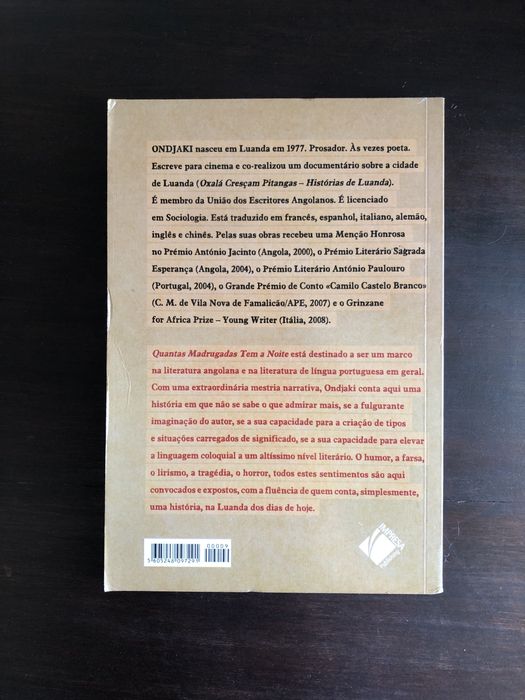 ONDJAKI nasceu em Luanda em 1977. Prosador. Às vezes poeta.
Escreve para cinema e co-realizou um documentário sobre a cidade
de Luanda (Oxalá Cresçam Pitangas – Histórias de Luanda).
É membro da União dos Escritores Angolanos. É licenciado
em Sociologia. Está traduzido em francês, espanhol, italiano, alemão,
inglês e chinês. Pelas suas obras recebeu uma Menção Honrosa
no Prémio António Jacinto (Angola, 2000), o Prémio Literário Sagrada
Esperança (Angola, 2004), o Prémio Literário António Paulouro
(Portugal, 2004), o Grande Prémio de Conto «Camilo Castelo Branco»
(C. M. de Vila Nova de Famalicão/APE, 2007) e o Grinzane
for Africa Prize – Young Writer (Itália, 2008).
Quantas Madrugadas Tem a Noite está destinado a ser um marco
na literatura angolana e na literatura de língua portuguesa em geral.
Com uma extraordinária mestria narrativa, Ondjaki conta aqui uma
história em que não se sabe o que admirar mais, se a fulgurante
imaginação do autor, se a sua capacidade para a criação de tipos
e situações carregados de significado, se a sua capacidade para elevar
a linguagem coloquial a um altíssimo nível literário. O humor, a farsa,
o lirismo, a tragédia, o horror, todos estes sentimentos são aqui
convocados e expostos, com a fluência de quem conta, simplesmente,
uma história, na Luanda dos dias de hoje.
00009
5 605246 097297
IMPRESA
Publishing